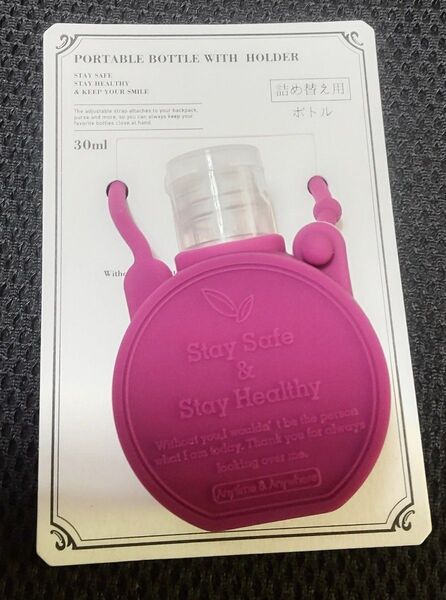 PORTABLE BOTTLE WITH HOLDER
STAY SAFE
STAY HEALTHY
& KEEP YOUR SMILE
The adjustable strap attaches to your backpack,
purse and more, so you can always keep your
favorite bottles close at hand.
詰め替え用
ボトル
30ml
Witho
Stay Safe
&
Stay Healthy
Without you,I wouldn't be the person
what I am today. Thank you for always
looking over me.
Anytime & Anywhere